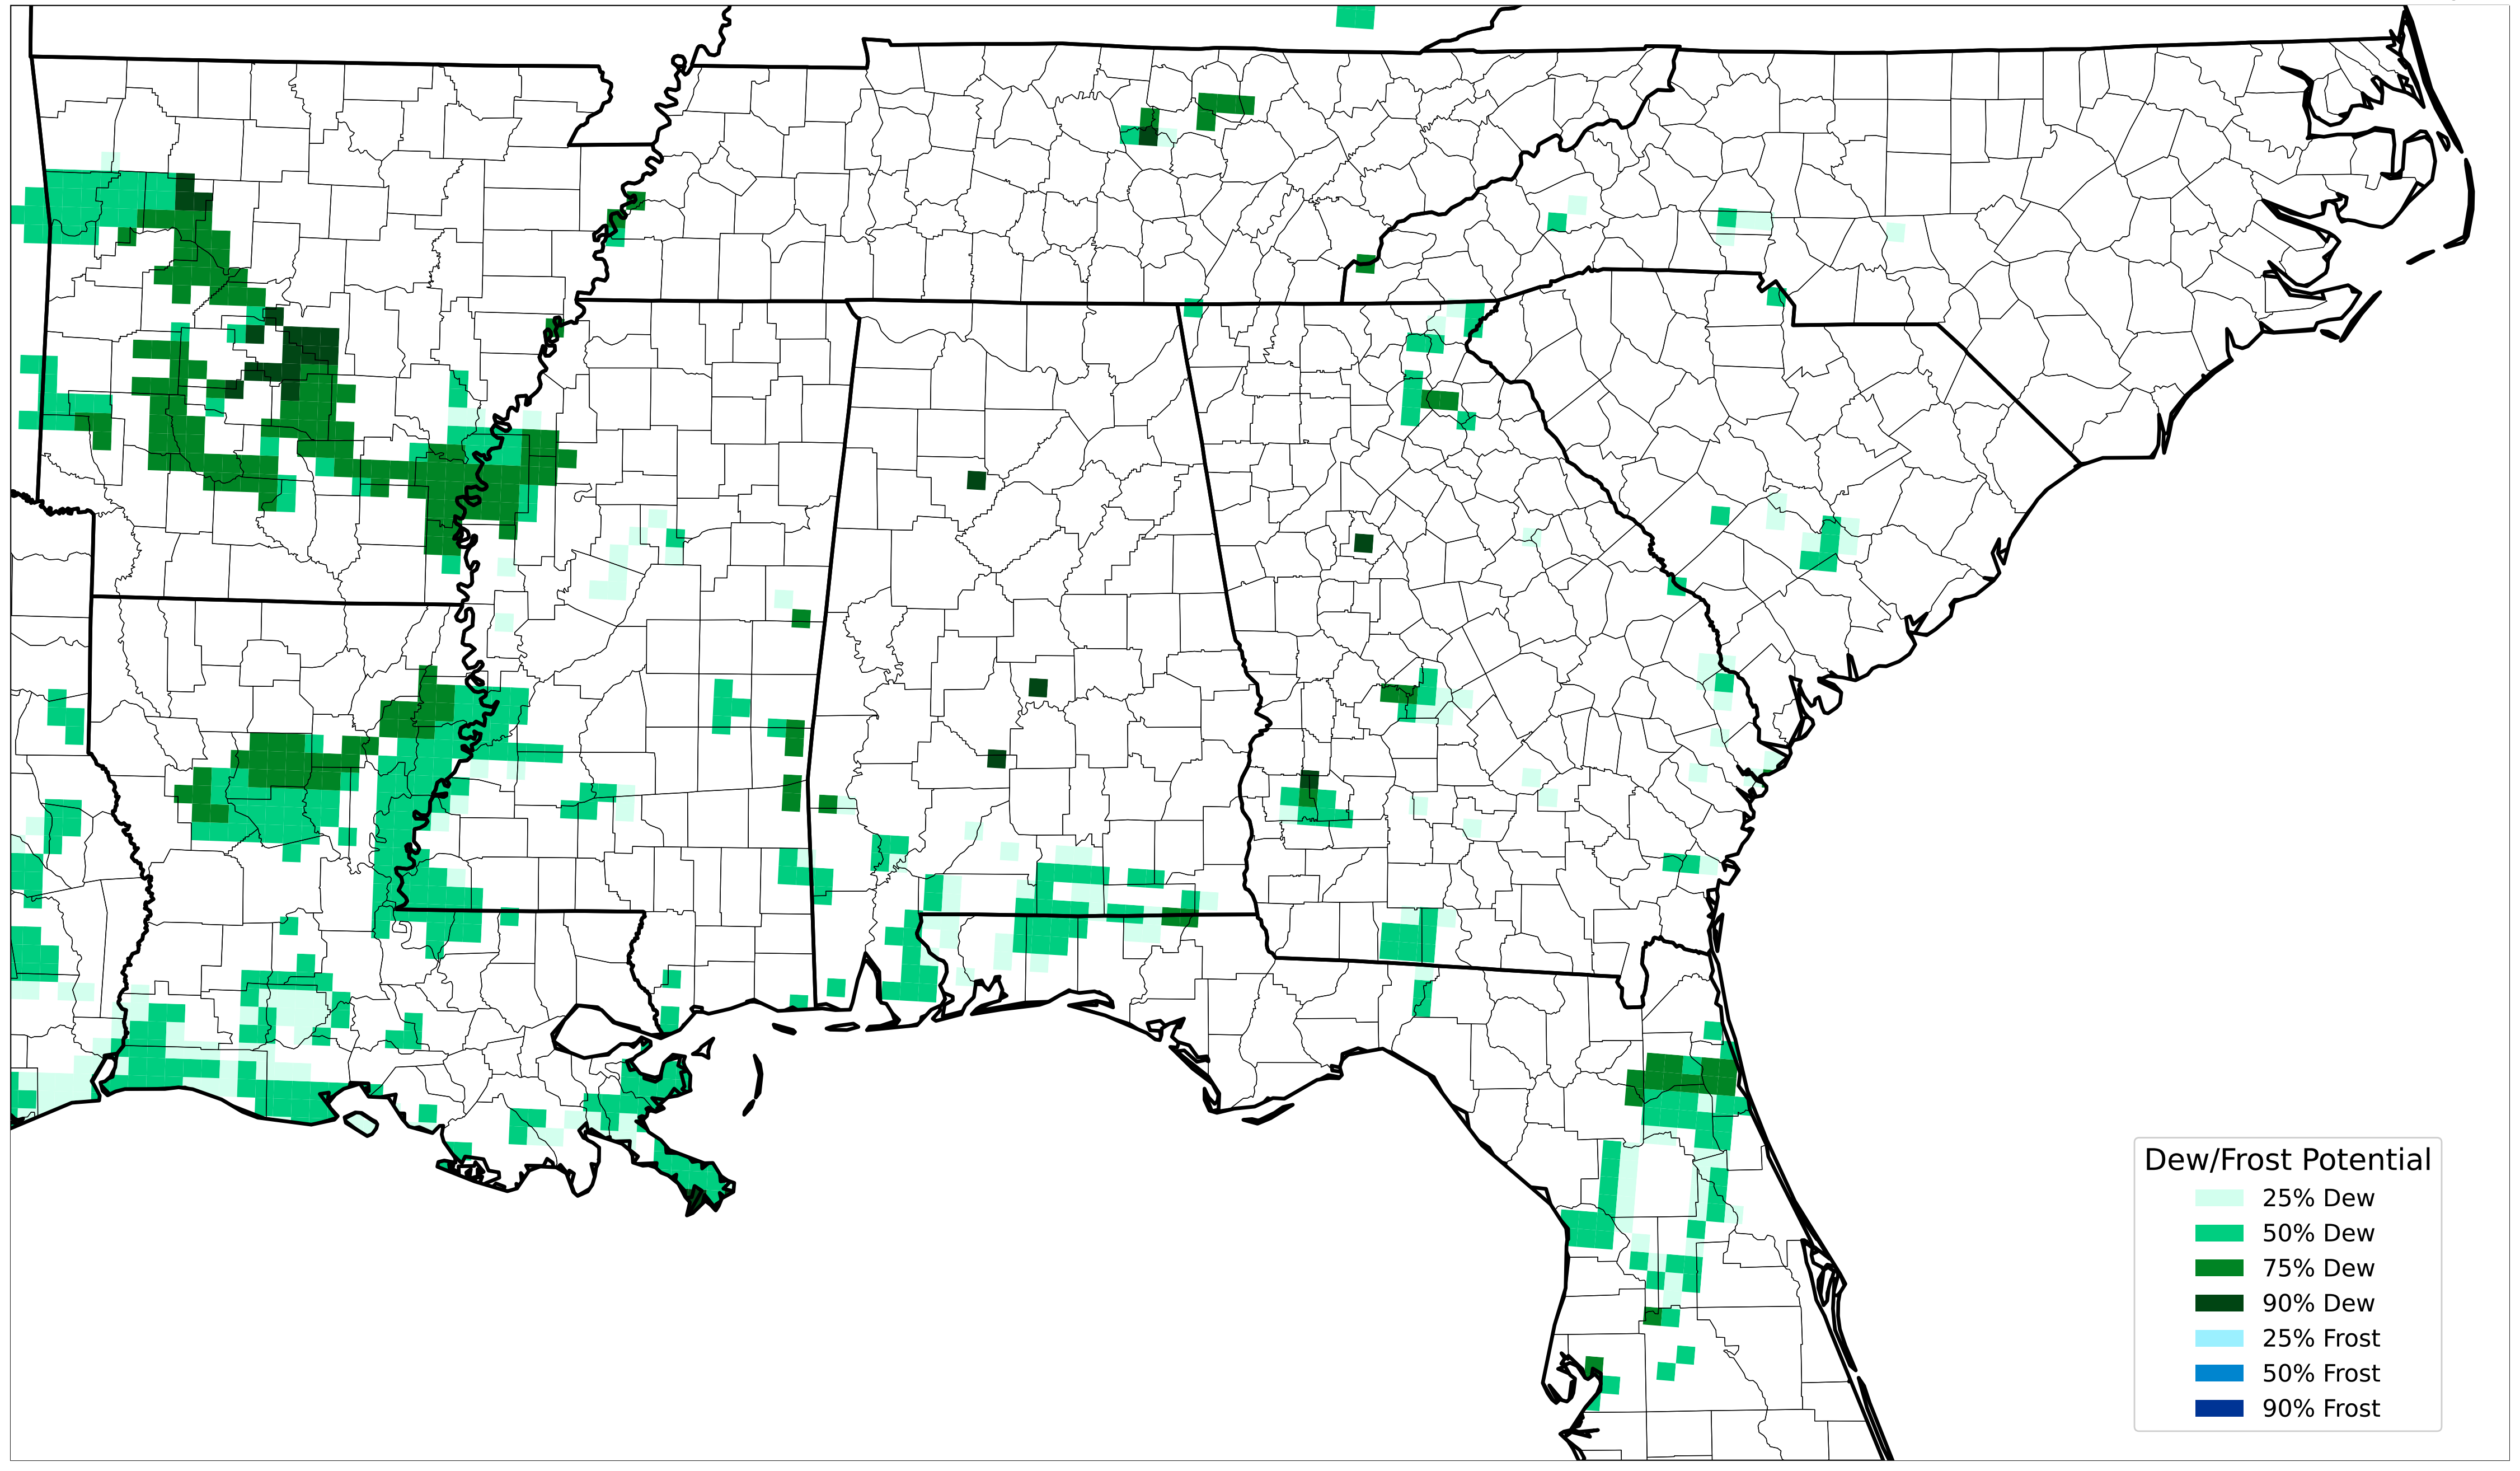 Dew/Frost Potential
25% Dew
50% Dew
75% Dew
90% Dew
25% Frost
50% Frost
90% Frost